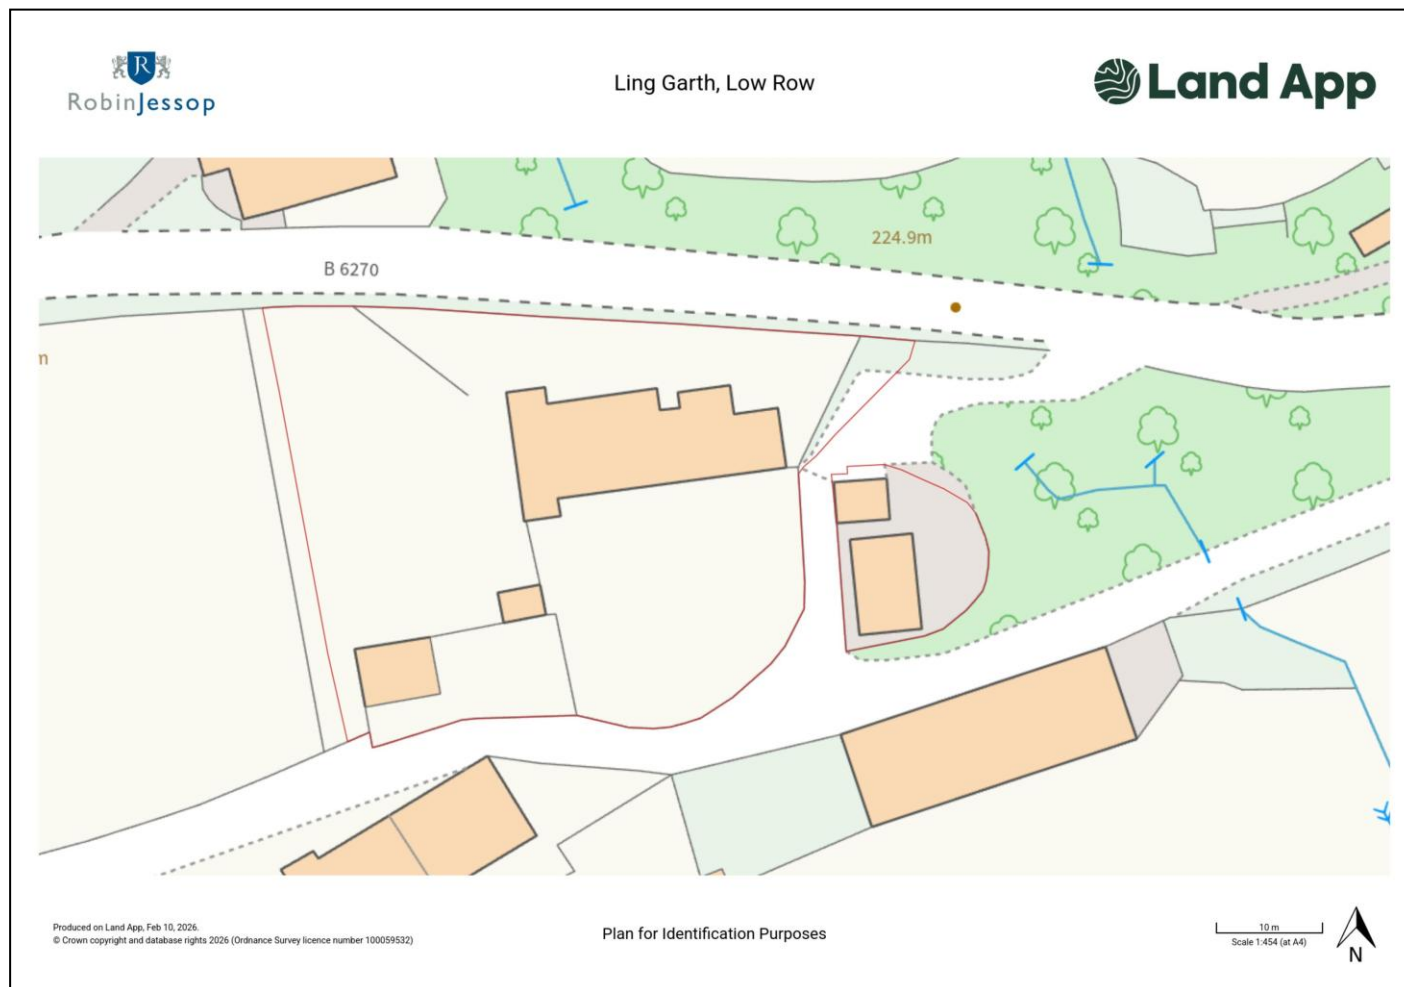 RobinJessop
Ling Garth, Low Row
Land App
224.9m
B 6270
m
Produced on Land App, Feb 10, 2026.
© Crown copyright and database rights 2026 (Ordnance Survey licence number 100059532)
Plan for Identification Purposes
10 m
Scale 1:454 (at A4)
N